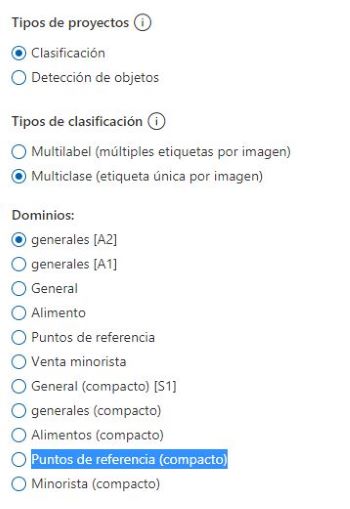 Tipos de proyectos
Clasificación
Detección de objetos
Tipos de clasificación
Multilabel (múltiples etiquetas por imagen)
Multiclase (etiqueta única por imagen)
Dominios:
generales [A2]
generales [A1]
General
Alimento
Puntos de referencia
Venta minorista
General (compacto) [S1]
generales (compacto)
Alimentos (compacto)
Puntos de referencia (compacto)
Minorista (compacto)